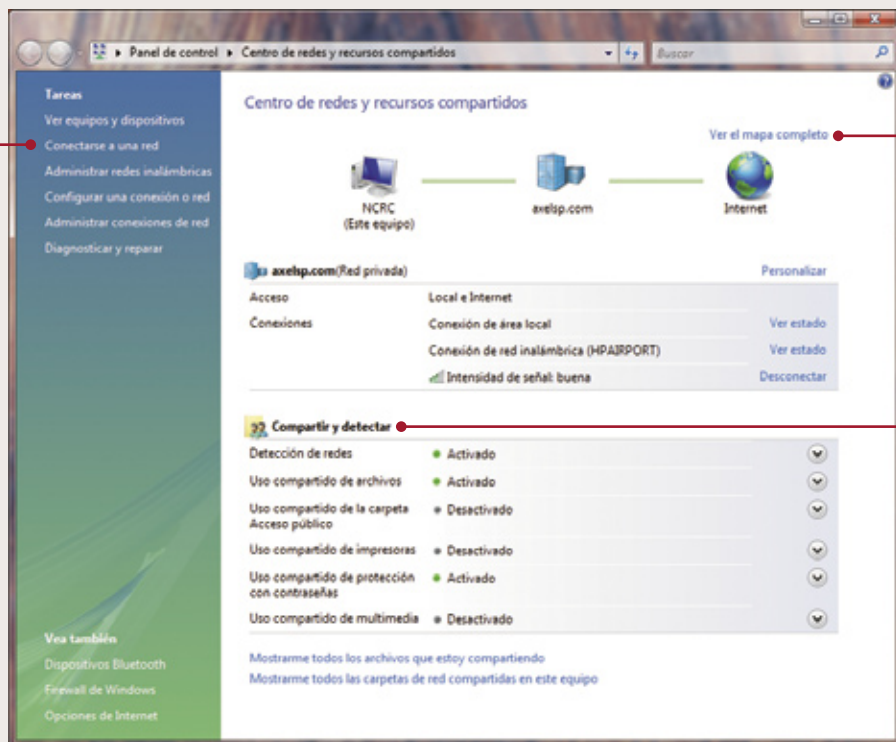 Panel de control
Centro de redes y recursos compartidos
Buscar
Tareas
Ver equipos y dispositivos
Conectarse a una red
Administrar redes inalámbricas
Configurar una conexión o red
Administrar conexiones de red
Diagnosticar y reparar
Vea también
Dispositivos Bluetooth
Firewall de Windows
Opciones de Internet
Centro de redes y recursos compartidos
Ver el mapa completo
NCRC
(Este equipo)
axelsp.com
Internet
axelsp.com(Red privada) Personalizar
Acceso Local e Internet
Conexiones Conexión de área local Ver estado
Conexión de red inalámbrica (HPAIRPORT) Ver estado
Intensidad de señal: buena Desconectar
Compartir y detectar
Detección de redes Activado
Uso compartido de archivos Activado
Uso compartido de la carpeta Desactivado
Acceso público
Uso compartido de impresoras Desactivado
Uso compartido de protección Activado
con contraseñas
Uso compartido de multimedia Desactivado
Mostrarme todos los archivos que estoy compartiendo
Mostrarme todos las carpetas de red compartidas en este equipo